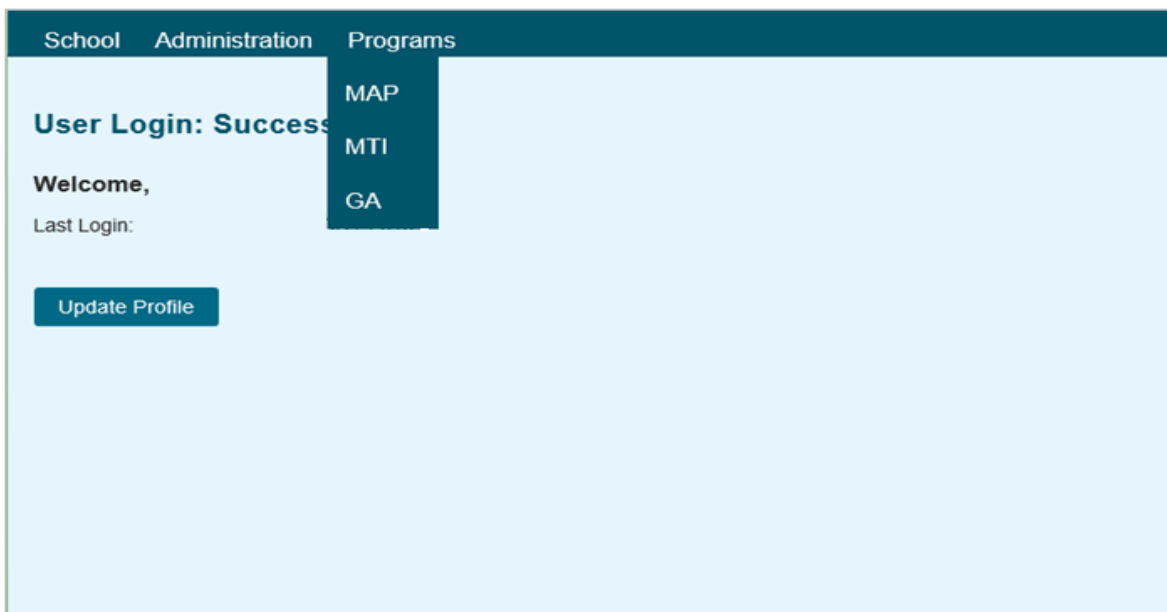 School Administration Programs
MAP
MTI
GA
User Login: Success
Welcome,
Last Login:
Update Profile